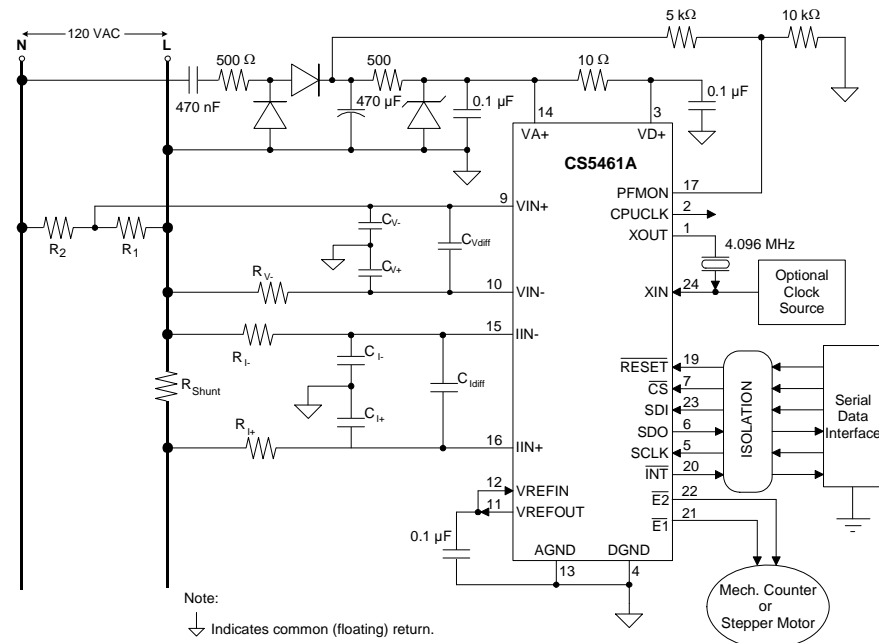 120 VAC
N
L
5 kΩ
10 kΩ
500 Ω
500
10 Ω
470 nF
470 µF
0.1 µF
0.1 µF
14
3
VA+
VD+
CS5461A
9
VIN+
PFMON
17
CPUCLK
2
XOUT
1
4.096 MHz
R2
R1
CV-
CVdiff
CV+
RV-
10
VIN-
XIN
24
Optional
Clock
Source
15
IIN-
RI-
CI-
CIdiff
RShunt
CI+
RI+
16
IIN+
RESET
19
CS
7
SDI
23
SDO
6
SCLK
5
INT
20
ISOLATION
Serial
Data
Interface
E2
22
E1
21
12
VREFIN
11
VREFOUT
0.1 µF
AGND
DGND
13
4
Mech. Counter
or
Stepper Motor
Note:
Indicates common (floating) return.